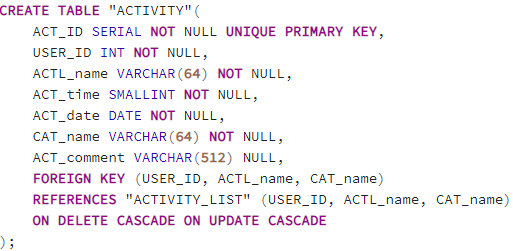 CREATE TABLE "ACTIVITY"(
ACT_ID SERIAL NOT NULL UNIQUE PRIMARY KEY,
USER_ID INT NOT NULL,
ACTL_name VARCHAR(64) NOT NULL,
ACT_time SMALLINT NOT NULL,
ACT_date DATE NOT NULL,
CAT_name VARCHAR(64) NOT NULL,
ACT_comment VARCHAR(512) NULL,
FOREIGN KEY (USER_ID, ACTL_name, CAT_name)
REFERENCES "ACTIVITY_LIST" (USER_ID, ACTL_name, CAT_name)
ON DELETE CASCADE ON UPDATE CASCADE
);